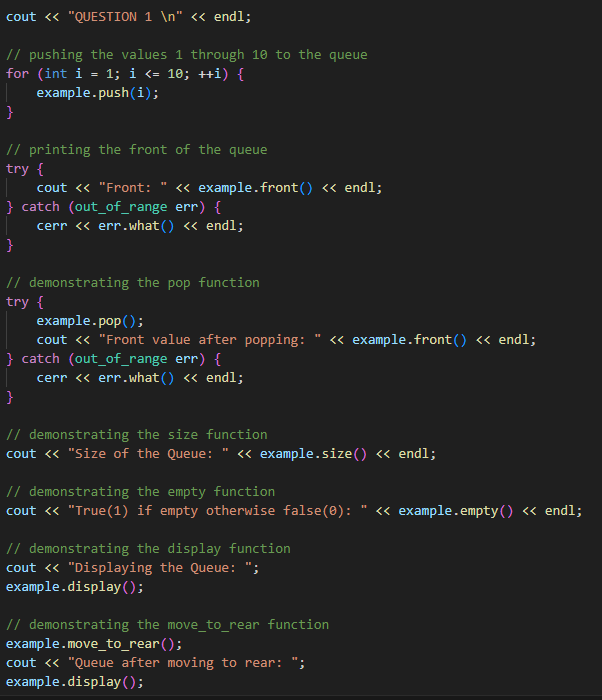 cout << "QUESTION 1 \n" << endl;
// pushing the values 1 through 10 to the queue
for (int i = 1; i <= 10; ++i) {
    example.push(i);
}
// printing the front of the queue
try {
    cout << "Front: " << example.front() << endl;
} catch (out_of_range err) {
    cerr << err.what() << endl;
}
// demonstrating the pop function
try {
    example.pop();
    cout << "Front value after popping: " << example.front() << endl;
} catch (out_of_range err) {
    cerr << err.what() << endl;
}
// demonstrating the size function
cout << "Size of the Queue: " << example.size() << endl;
// demonstrating the empty function
cout << "True(1) if empty otherwise false(0): " << example.empty() << endl;
// demonstrating the display function
cout << "Displaying the Queue: ";
example.display();
// demonstrating the move_to_rear function
example.move_to_rear();
cout << "Queue after moving to rear: ";
example.display();